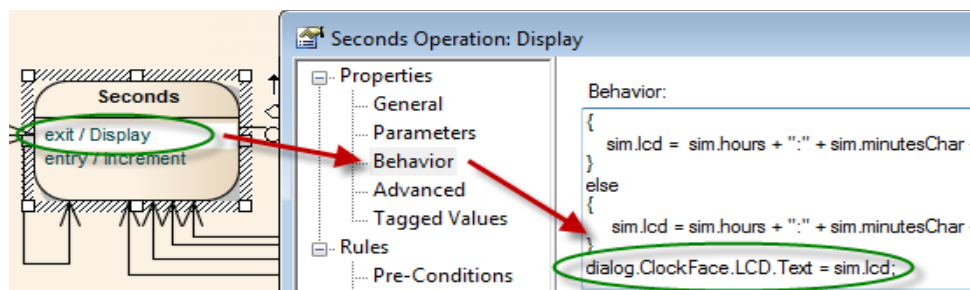 Seconds
exit / Display
entry / Increment
Seconds Operation: Display
Properties
General
Parameters
Behavior
Advanced
Tagged Values
Rules
Pre-Conditions
Behavior:
{
sim.lcd = sim.hours + ":" + sim.minutesChar
}
else
{
sim.lcd = sim.hours + ":" + sim.minutesChar
}
dialog.ClockFace.LCD.Text = sim.lcd;